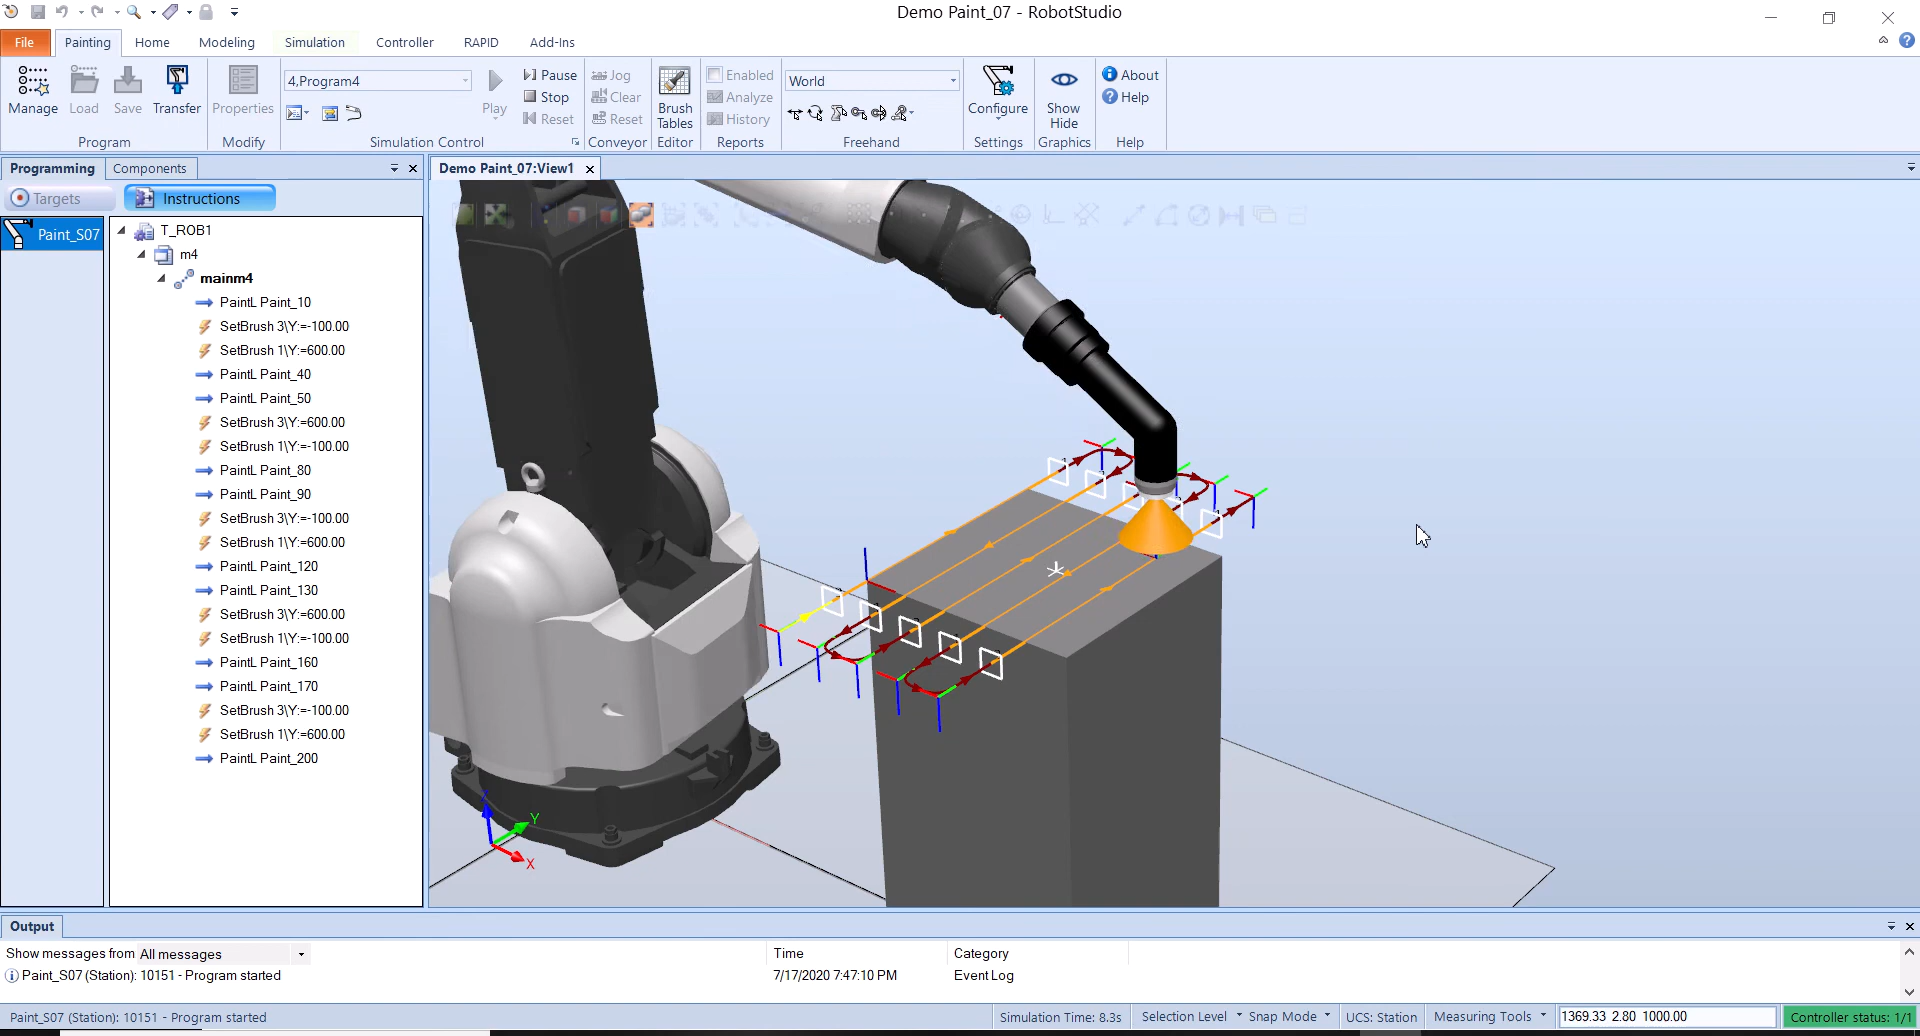 Demo Paint_07 - RobotStudio
File Painting Home Modeling Simulation Controller RAPID Add-Ins
Manage Load Save Transfer
Program
Properties
Modify
4,Program4
Play
Pause
Stop
Reset
Simulation Control
Jog
Clear
Reset
Conveyor
Brush
Tables
Editor
Enabled
Analyze
History
Reports
World
Freehand
Configure
Settings
Show
Hide
Graphics
About
Help
Help
Programming Components
Targets Instructions
Paint_S07
T_ROB1
m4
mainm4
PaintL Paint_10
SetBrush 3\Y:=-100.00
SetBrush 1\Y:=600.00
PaintL Paint_40
PaintL Paint_50
SetBrush 3\Y:=600.00
SetBrush 1\Y:=-100.00
PaintL Paint_80
PaintL Paint_90
SetBrush 3\Y:=-100.00
SetBrush 1\Y:=600.00
PaintL Paint_120
PaintL Paint_130
SetBrush 3\Y:=600.00
SetBrush 1\Y:=-100.00
PaintL Paint_160
PaintL Paint_170
SetBrush 3\Y:=-100.00
SetBrush 1\Y:=600.00
PaintL Paint_200
Demo Paint_07:View1
Z
Y
X
Output
Show messages from All messages Time Category
Paint_S07 (Station): 10151 - Program started 7/17/2020 7:47:10 PM Event Log
Paint_S07 (Station): 10151 - Program started Simulation Time: 8.3s Selection Level Snap Mode UCS: Station Measuring Tools 1369.33 2.80 1000.00 Controller status: 1/1